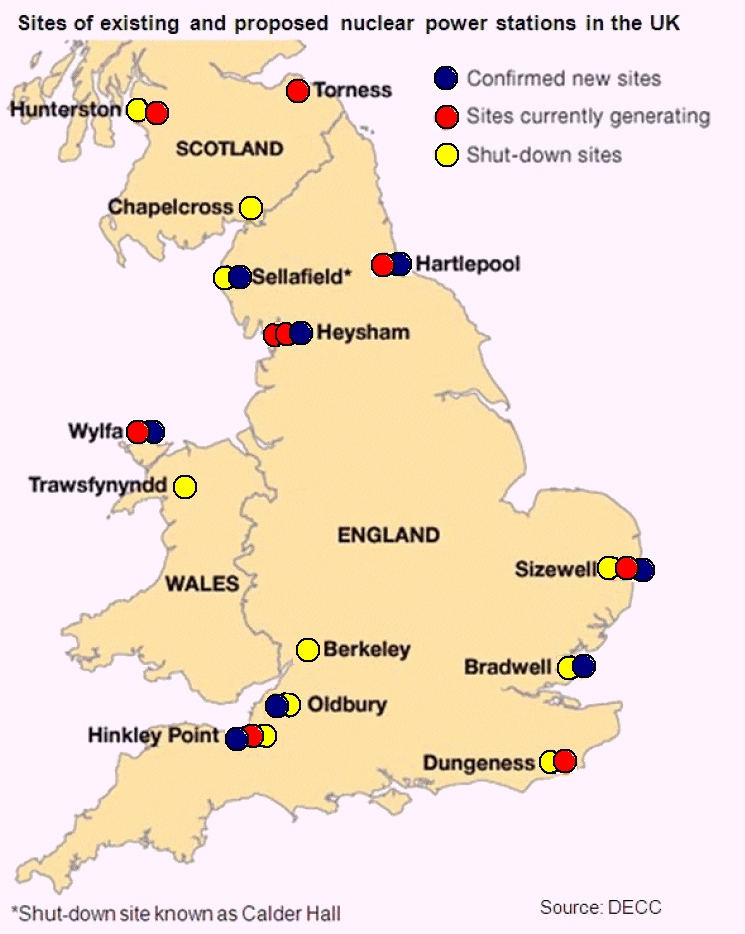 Sites of existing and proposed nuclear power stations in the UK
Confirmed new sites
Sites currently generating
Shut-down sites
Torness
Hunterston
SCOTLAND
Chapelcross
Hartlepool
Sellafield*
Heysham
Wylfa
Trawsfynyndd
ENGLAND
Sizewell
WALES
Berkeley
Bradwell
Oldbury
Hinkley Point
Dungeness
*Shut-down site known as Calder Hall
Source: DECC